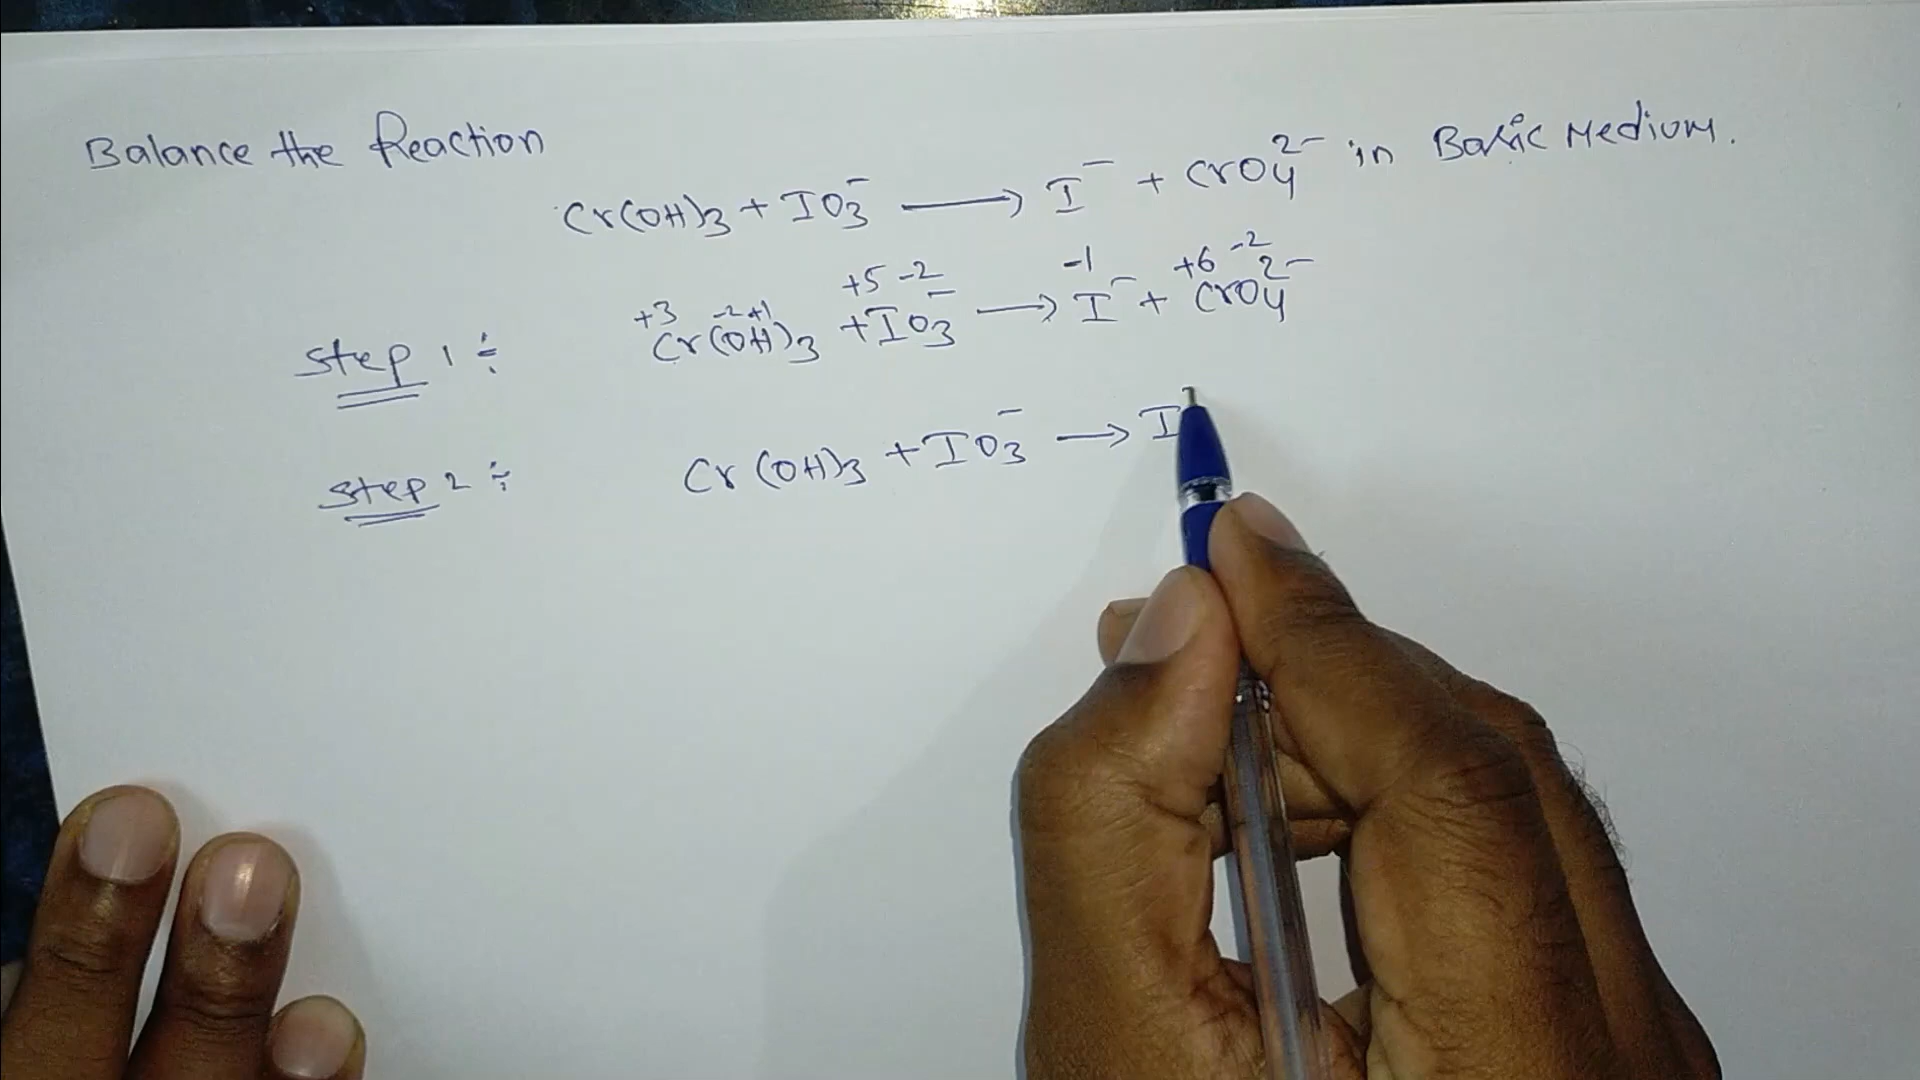 Balance the Reaction
Cr(OH)3 + IO3⁻ ⟶ I⁻ + CrO4²⁻ in Basic Medium.
+3 -2 +1 +5 -2 -1 +6 -2
Step 1 ÷ Cr(OH)3 + IO3⁻ ⟶ I⁻ + CrO4²⁻
Step 2 ÷ Cr(OH)3 + IO3⁻ ⟶ I